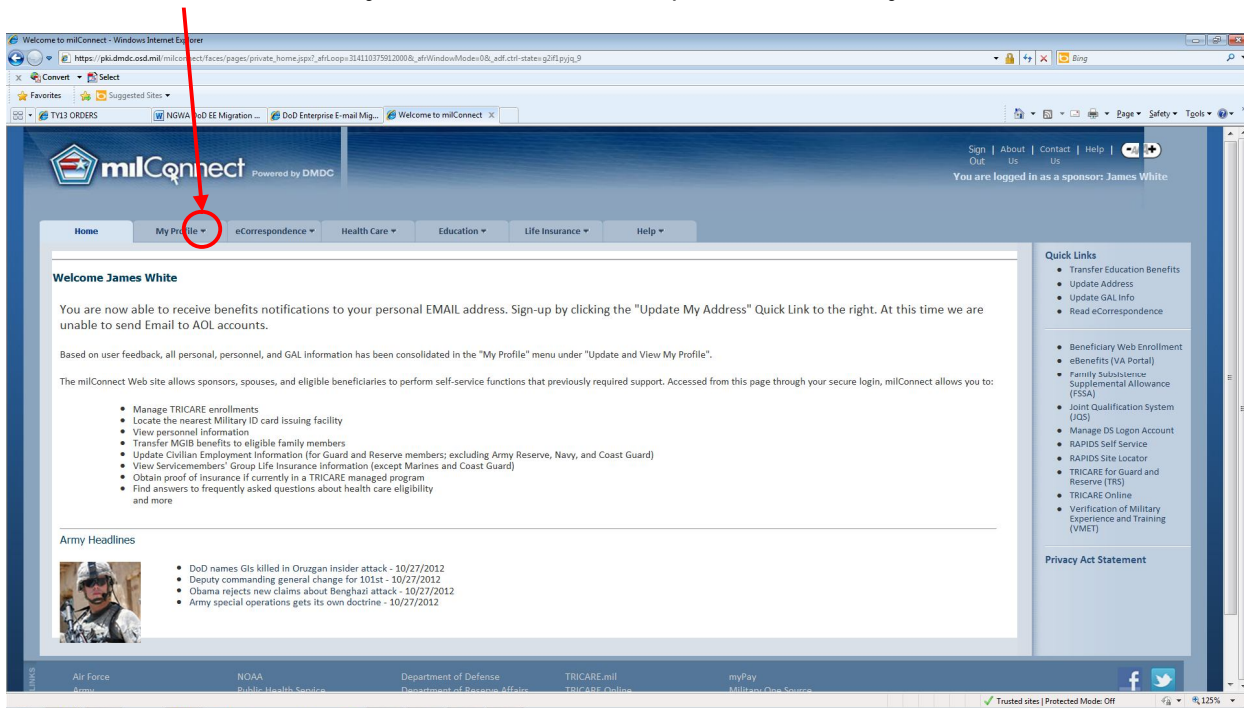 Welcome to milConnect - Windows Internet Explorer
https://pki.dmdc.osd.mil/milconnect/faces/pages/private_home.jspx?_afrLoop=314110375912000&_afrWindowMode=0&_adf.ctrl-state=g2if1pyjq_9
Bing
x Convert Select
Favorites Suggested Sites
TY13 ORDERS NGWA DoD EE Migration ... DoD Enterprise E-mail Mig... Welcome to milConnect X Page Safety Tools
milConnect Powered by DMDC
Sign Out | About Us | Contact Us | Help |
You are logged in as a sponsor: James White
Home My Profile eCorrespondence Health Care Education Life Insurance Help
Welcome James White
You are now able to receive benefits notifications to your personal EMAIL address. Sign-up by clicking the "Update My Address" Quick Link to the right. At this time we are
unable to send Email to AOL accounts.
Based on user feedback, all personal, personnel, and GAL information has been consolidated in the "My Profile" menu under "Update and View My Profile".
The milConnect Web site allows sponsors, spouses, and eligible beneficiaries to perform self-service functions that previously required support. Accessed from this page through your secure login, milConnect allows you to:
Manage TRICARE enrollments
Locate the nearest Military ID card issuing facility
View personnel information
Transfer MGIB benefits to eligible family members
Update Civilian Employment Information (for Guard and Reserve members; excluding Army Reserve, Navy, and Coast Guard)
View Servicemembers' Group Life Insurance information (except Marines and Coast Guard)
Obtain proof of insurance if currently in a TRICARE managed program
Find answers to frequently asked questions about health care eligibility
and more
Army Headlines
DoD names GIs killed in Oruzgan insider attack - 10/27/2012
Deputy commanding general change for 101st - 10/27/2012
Obama rejects new claims about Benghazi attack - 10/27/2012
Army special operations gets its own doctrine - 10/27/2012
Quick Links
Transfer Education Benefits
Update Address
Update GAL Info
Read eCorrespondence
Beneficiary Web Enrollment
eBenefits (VA Portal)
Family Subsistence
Supplemental Allowance
(FSSA)
Joint Qualification System
(JQS)
Manage DS Logon Account
RAPIDS Self Service
RAPIDS Site Locator
TRICARE for Guard and
Reserve (TRS)
TRICARE Online
Verification of Military
Experience and Training
(VMET)
Privacy Act Statement
LINKS
Air Force NOAA Department of Defense TRICARE.mil myPay
Army Public Health Service Department of Reserve Affairs TRICARE Online Military One Source
Trusted sites | Protected Mode: Off 125%